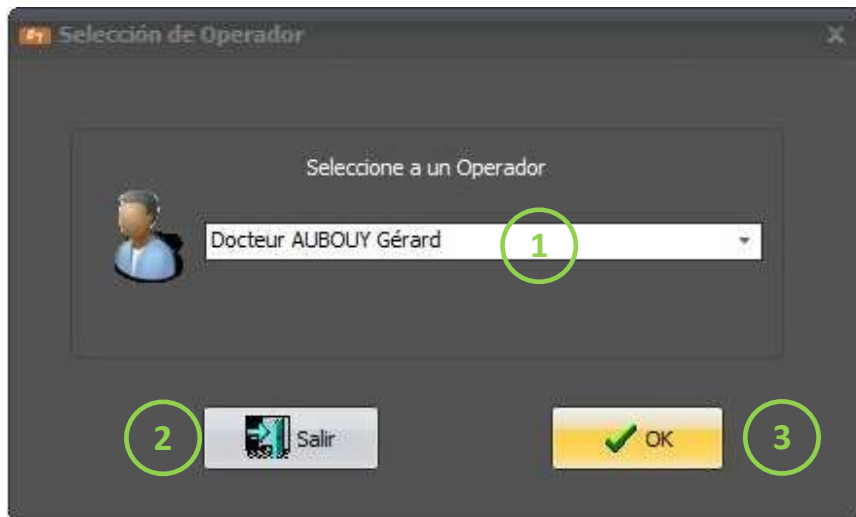 Selección de Operador
Seleccione a un Operador
Docteur AUBOUY Gérard
1
2
Salir
OK
3